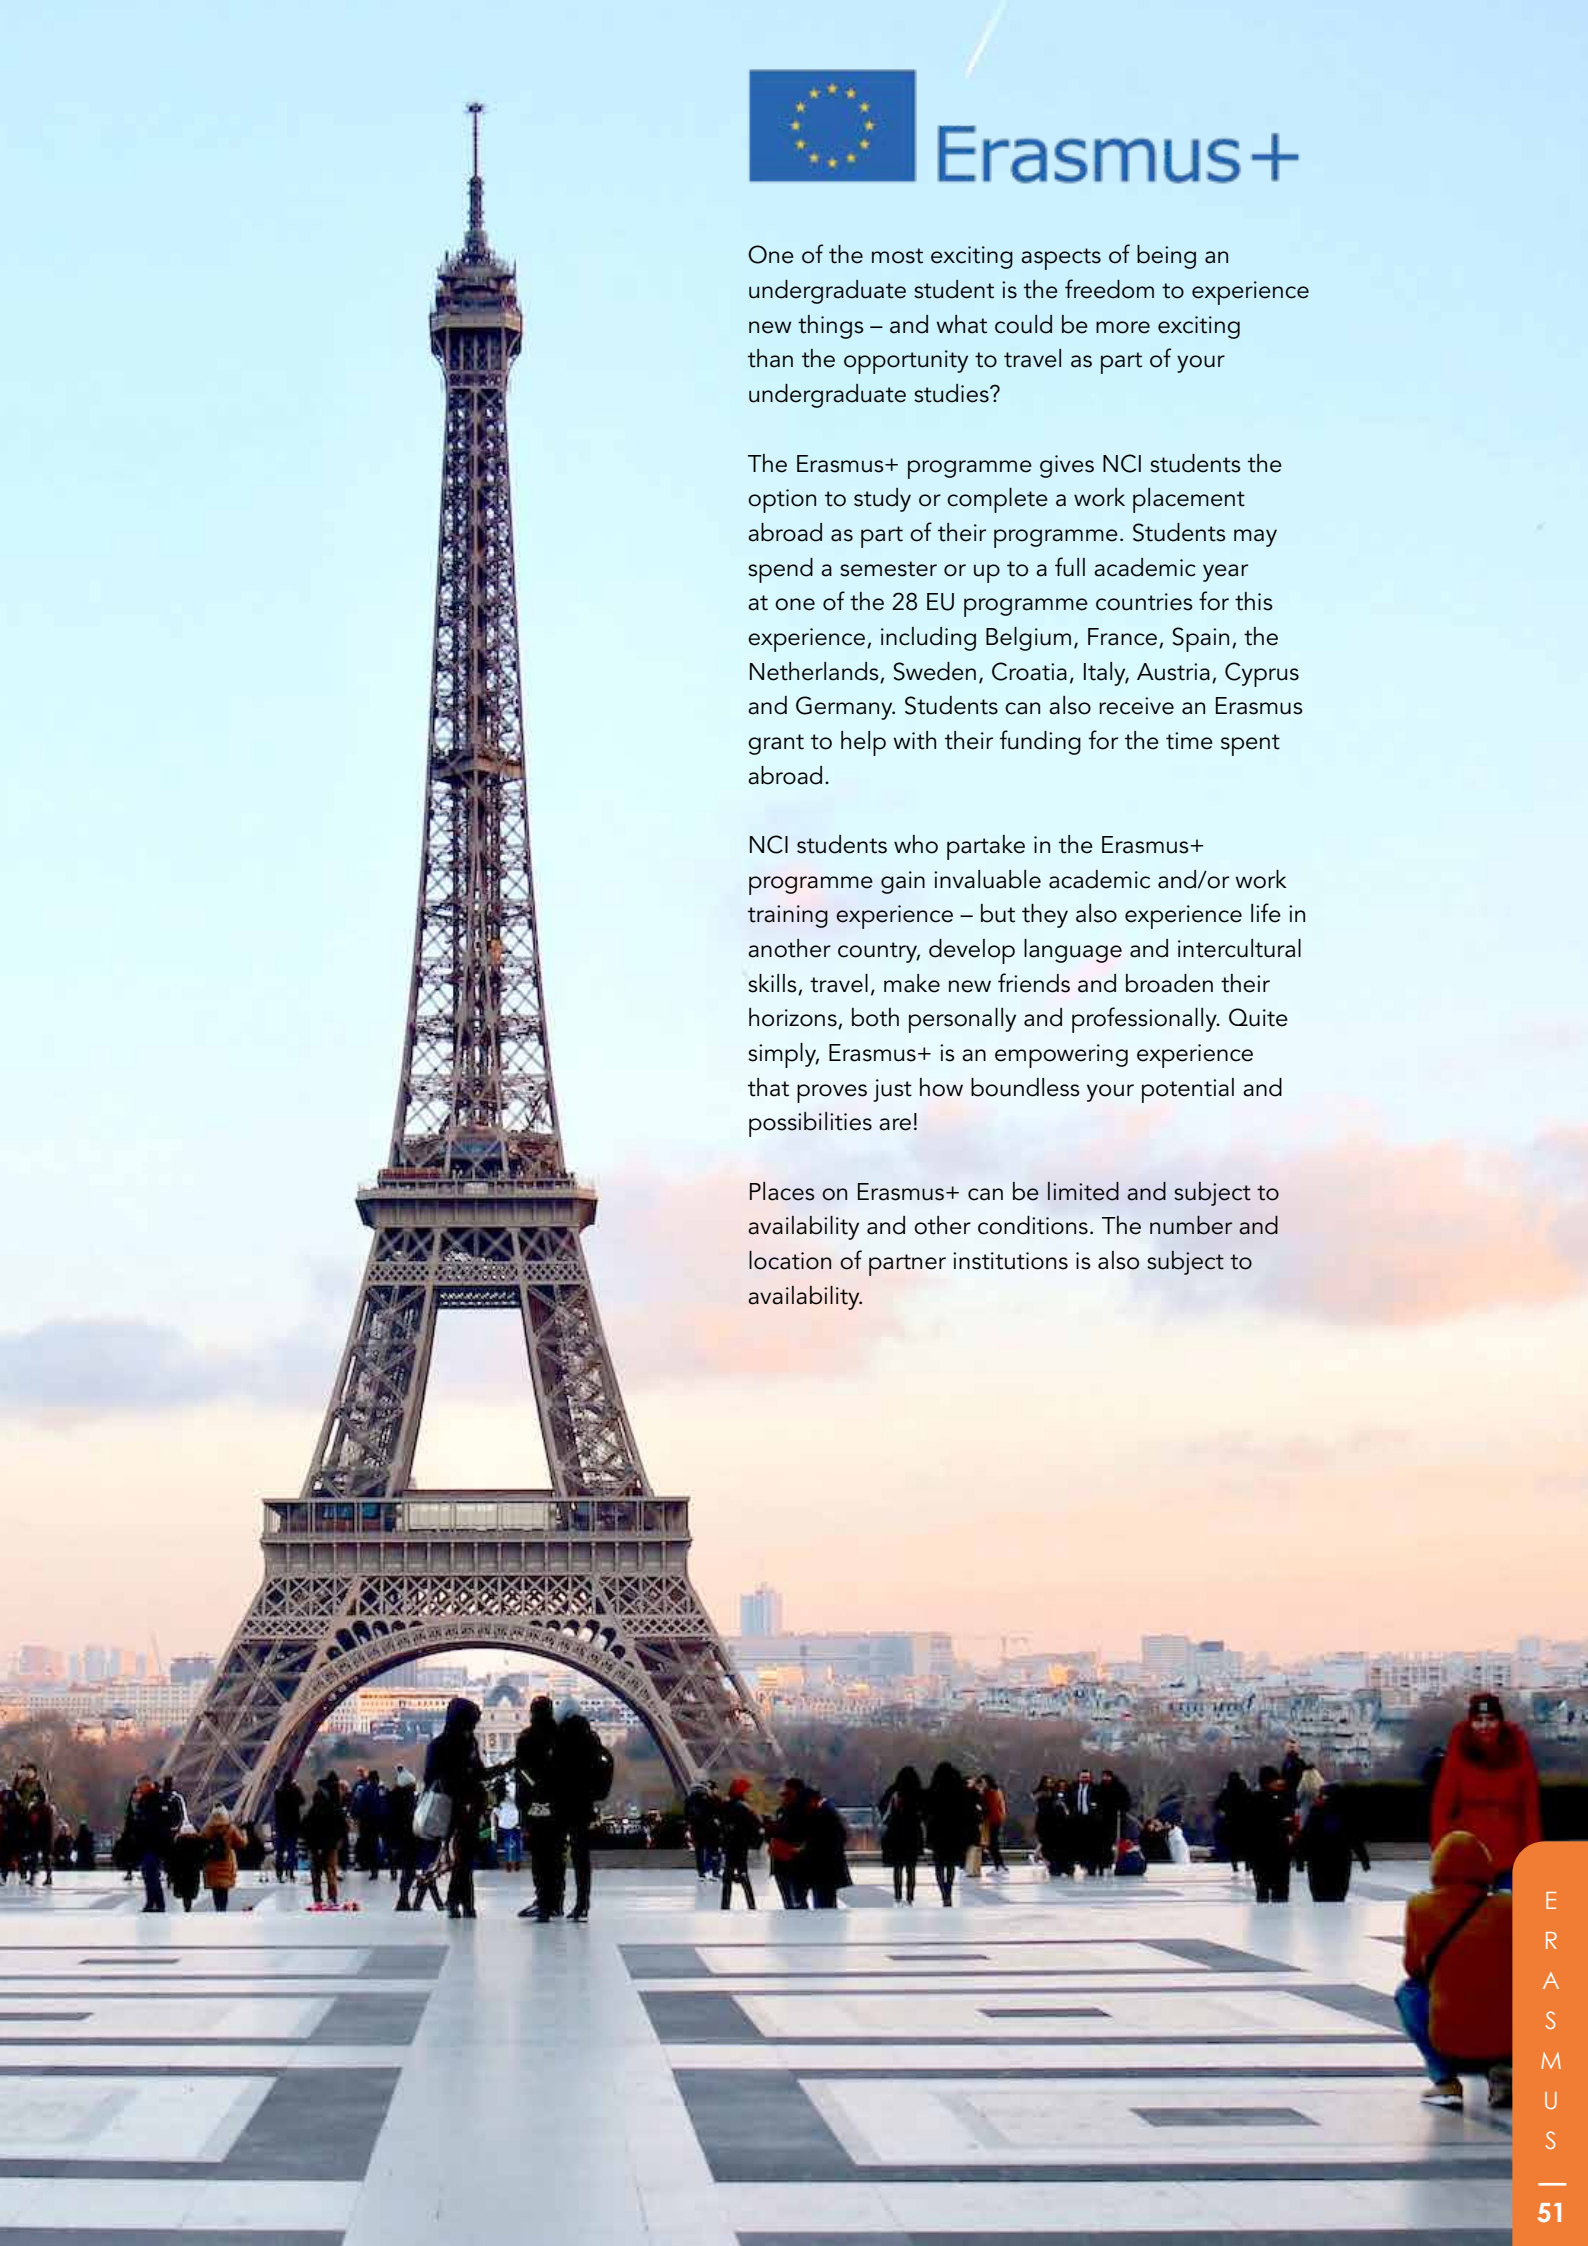 Erasmus+
One of the most exciting aspects of being an
undergraduate student is the freedom to experience
new things – and what could be more exciting
than the opportunity to travel as part of your
undergraduate studies?
The Erasmus+ programme gives NCI students the
option to study or complete a work placement
abroad as part of their programme. Students may
spend a semester or up to a full academic year
at one of the 28 EU programme countries for this
experience, including Belgium, France, Spain, the
Netherlands, Sweden, Croatia, Italy, Austria, Cyprus
and Germany. Students can also receive an Erasmus
grant to help with their funding for the time spent
abroad.
NCI students who partake in the Erasmus+
programme gain invaluable academic and/or work
training experience – but they also experience life in
another country, develop language and intercultural
skills, travel, make new friends and broaden their
horizons, both personally and professionally. Quite
simply, Erasmus+ is an empowering experience
that proves just how boundless your potential and
possibilities are!
Places on Erasmus+ can be limited and subject to
availability and other conditions. The number and
location of partner institutions is also subject to
availability.
E
R
A
S
M
U
S
51